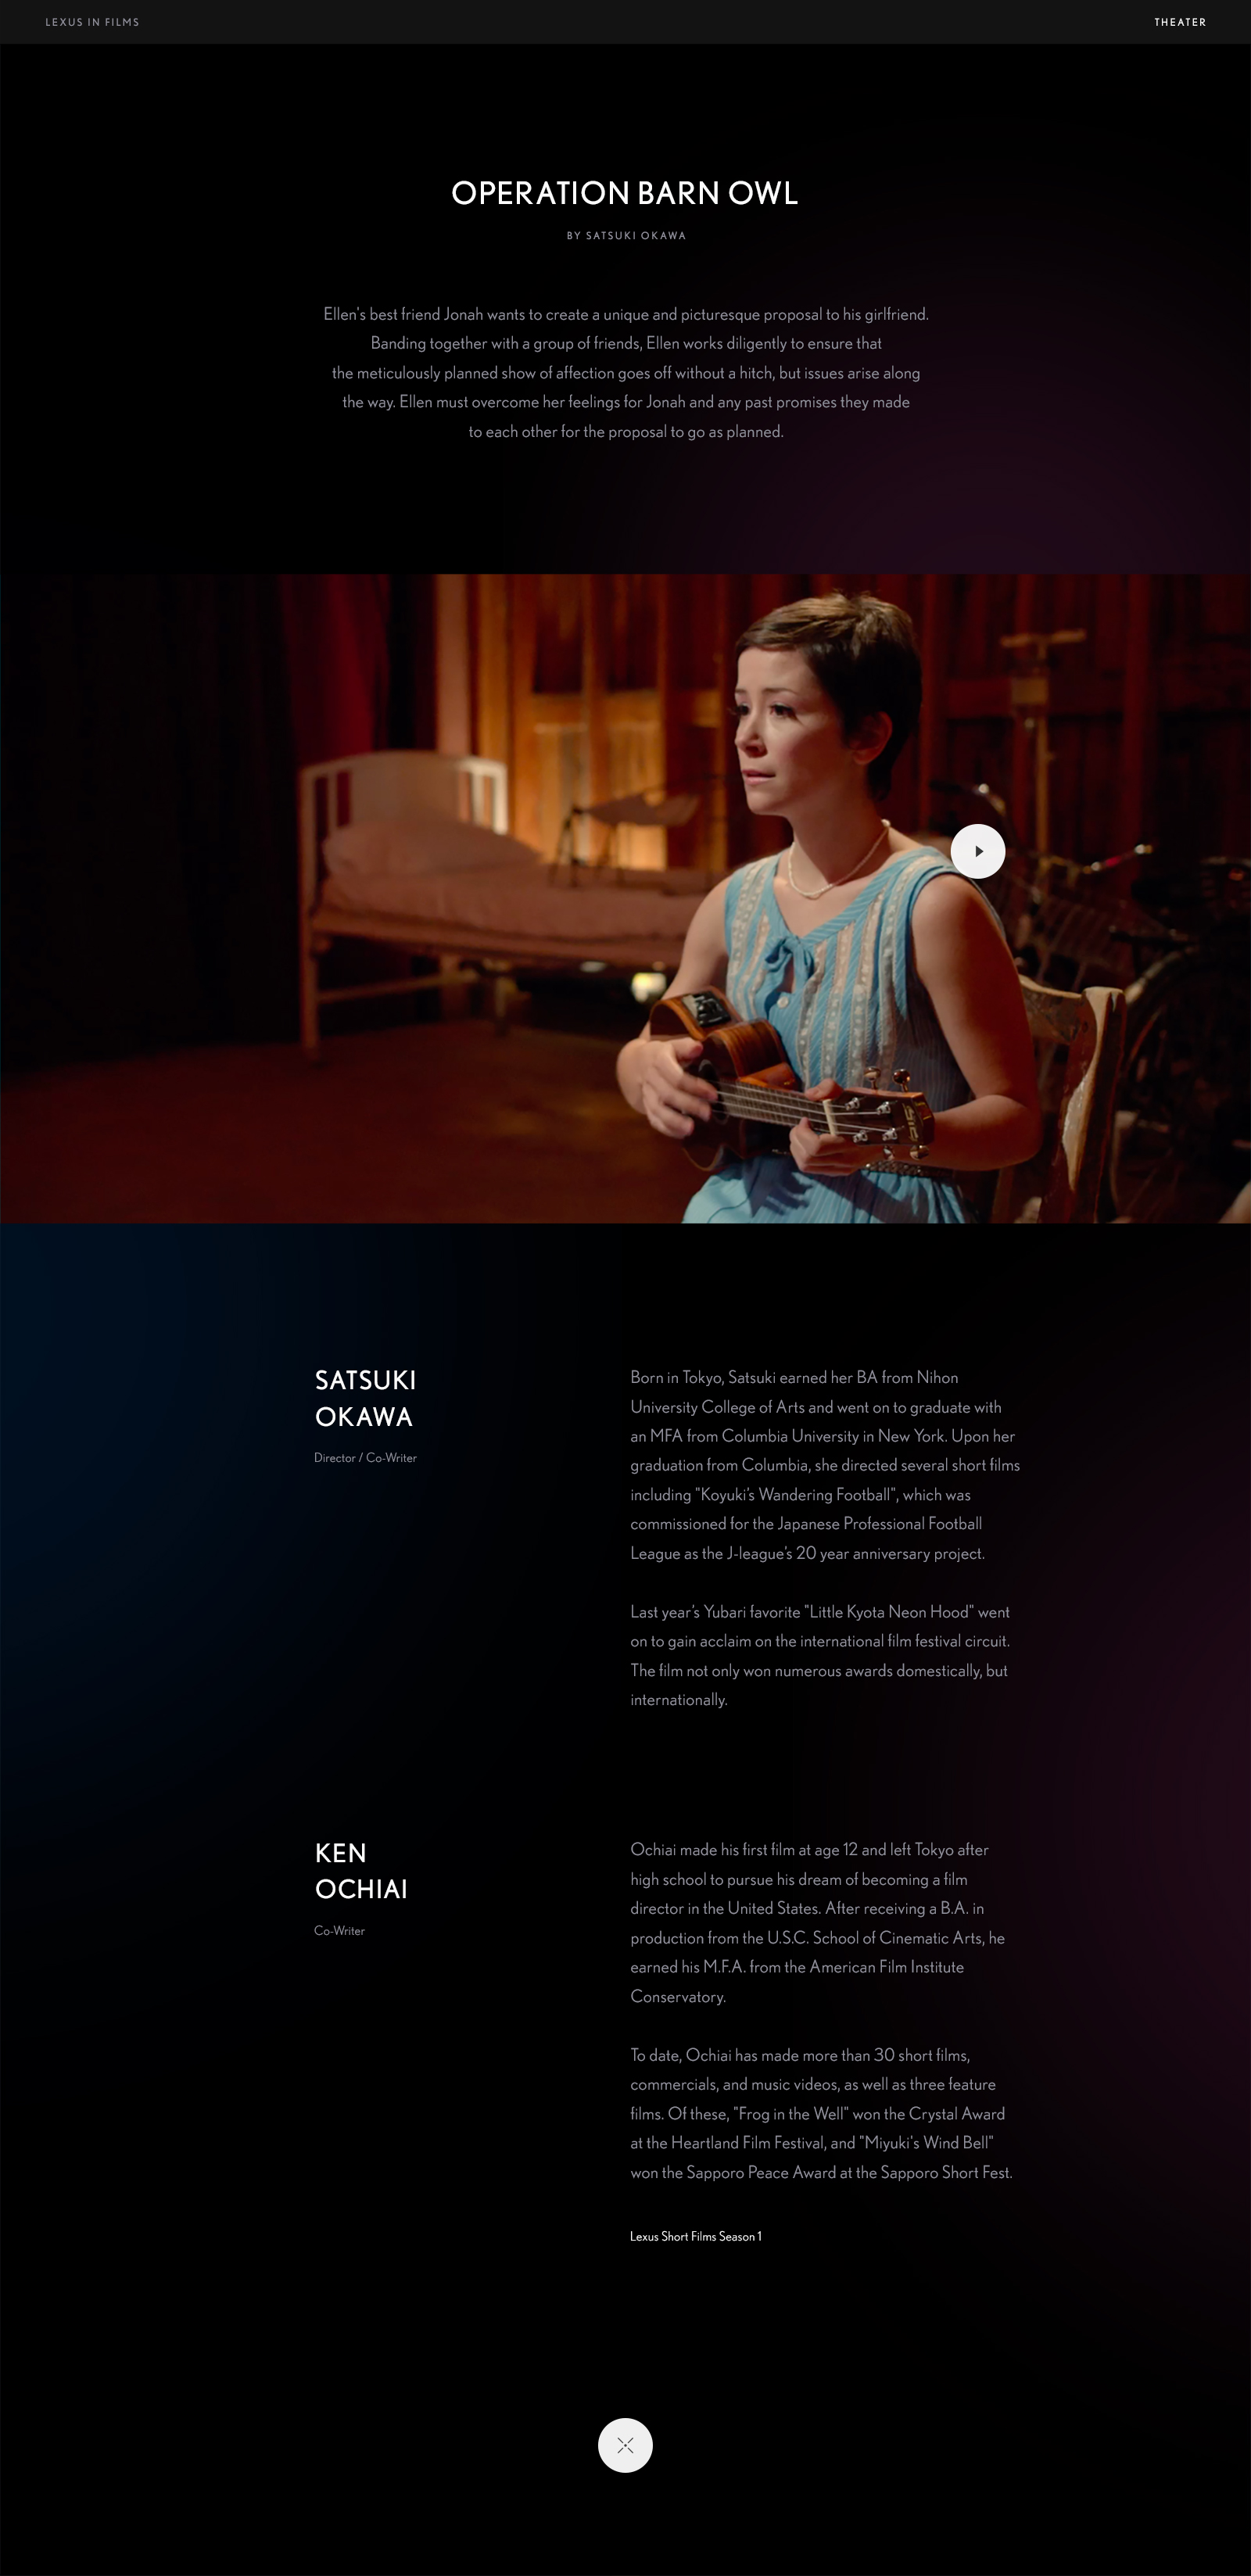 LEXUS IN FILMS
THEATER
OPERATION BARN OWL
BY SATSUKI OKAWA
Ellen's best friend Jonah wants to create a unique and picturesque proposal to his girlfriend.
Banding together with a group of friends, Ellen works diligently to ensure that
the meticulously planned show of affection goes off without a hitch, but issues arise along
the way. Ellen must overcome her feelings for Jonah and any past promises they made
to each other for the proposal to go as planned.
SATSUKI
OKAWA
Director / Co-Writer
Born in Tokyo, Satsuki earned her BA from Nihon
University College of Arts and went on to graduate with
an MFA from Columbia University in New York. Upon her
graduation from Columbia, she directed several short films
including "Koyuki's Wandering Football", which was
commissioned for the Japanese Professional Football
League as the J-league's 20 year anniversary project.
Last year's Yubari favorite "Little Kyota Neon Hood" went
on to gain acclaim on the international film festival circuit.
The film not only won numerous awards domestically, but
internationally.
KEN
OCHIAI
Co-Writer
Ochiai made his first film at age 12 and left Tokyo after
high school to pursue his dream of becoming a film
director in the United States. After receiving a B.A. in
production from the U.S.C. School of Cinematic Arts, he
earned his M.F.A. from the American Film Institute
Conservatory.
To date, Ochiai has made more than 30 short films,
commercials, and music videos, as well as three feature
films. Of these, "Frog in the Well" won the Crystal Award
at the Heartland Film Festival, and "Miyuki's Wind Bell"
won the Sapporo Peace Award at the Sapporo Short Fest.
Lexus Short Films Season 1